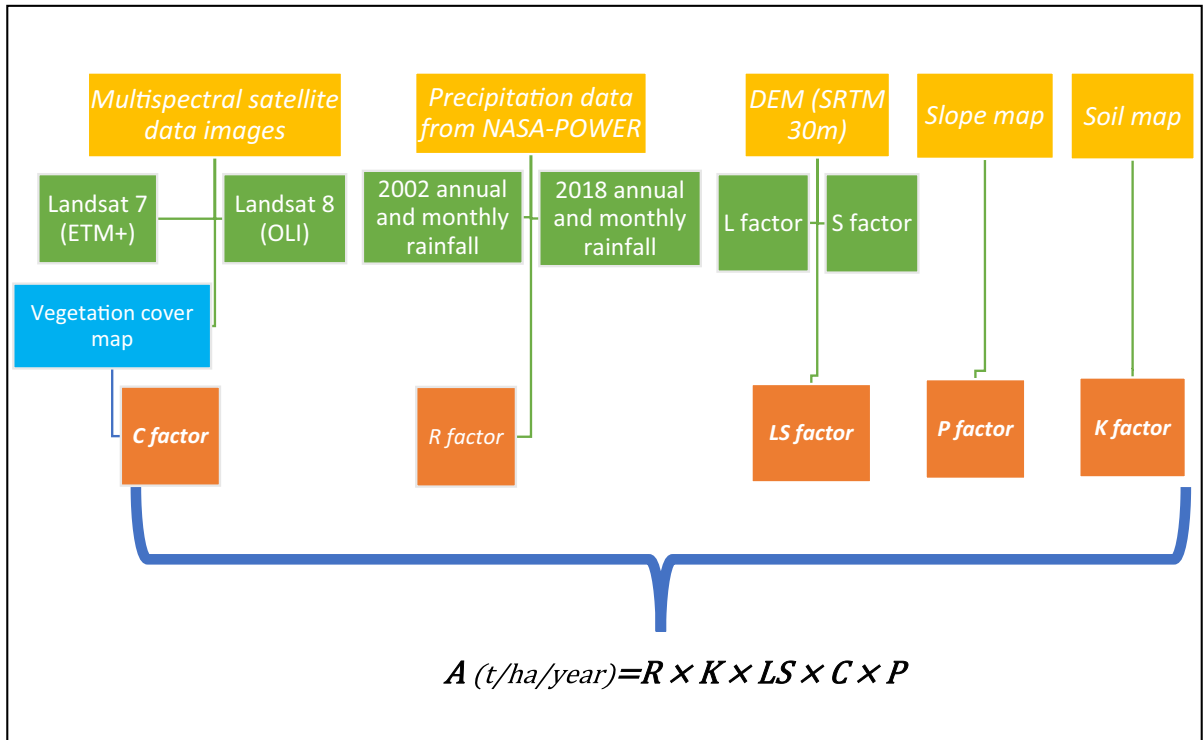 Multispectral satellite
data images
Precipitation data
from NASA-POWER
DEM (SRTM
30m)
Slope map
Soil map
Landsat 7
(ETM+)
Landsat 8
(OLI)
2002 annual
and monthly
rainfall
2018 annual
and monthly
rainfall
L factor
S factor
Vegetation cover
map
C factor
R factor
LS factor
P factor
K factor
A (t/ha/year)=R × K × LS × C × P